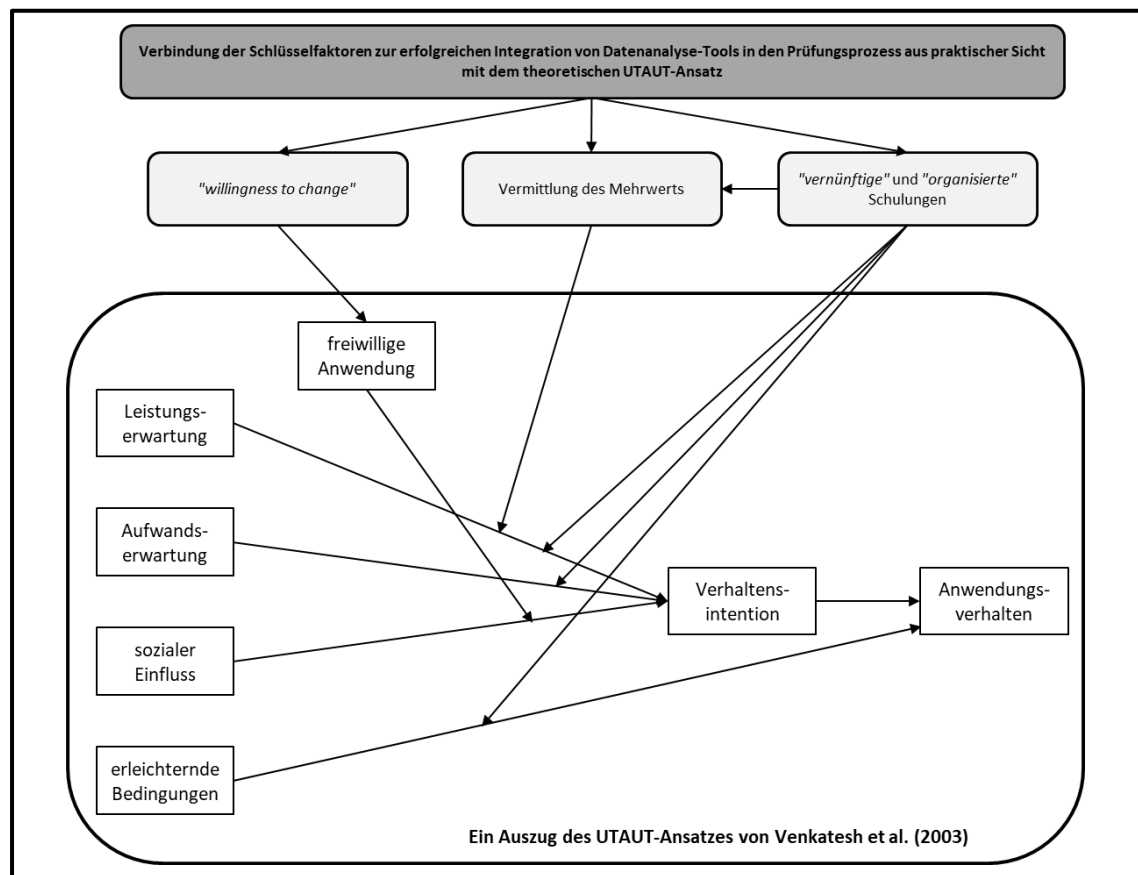 Verbindung der Schlüsselfaktoren zur erfolgreichen Integration von Datenanalyse-Tools in den Prüfungsprozess aus praktischer Sicht
mit dem theoretischen UTAUT-Ansatz
"willingness to change"
Vermittlung des Mehrwerts
"vernünftige" und "organisierte"
Schulungen
freiwillige
Anwendung
Leistungs-
erwartung
Aufwands-
erwartung
sozialer
Einfluss
erleichternde
Bedingungen
Verhaltens-
intention
Anwendungs-
verhalten
Ein Auszug des UTAUT-Ansatzes von Venkatesh et al. (2003)